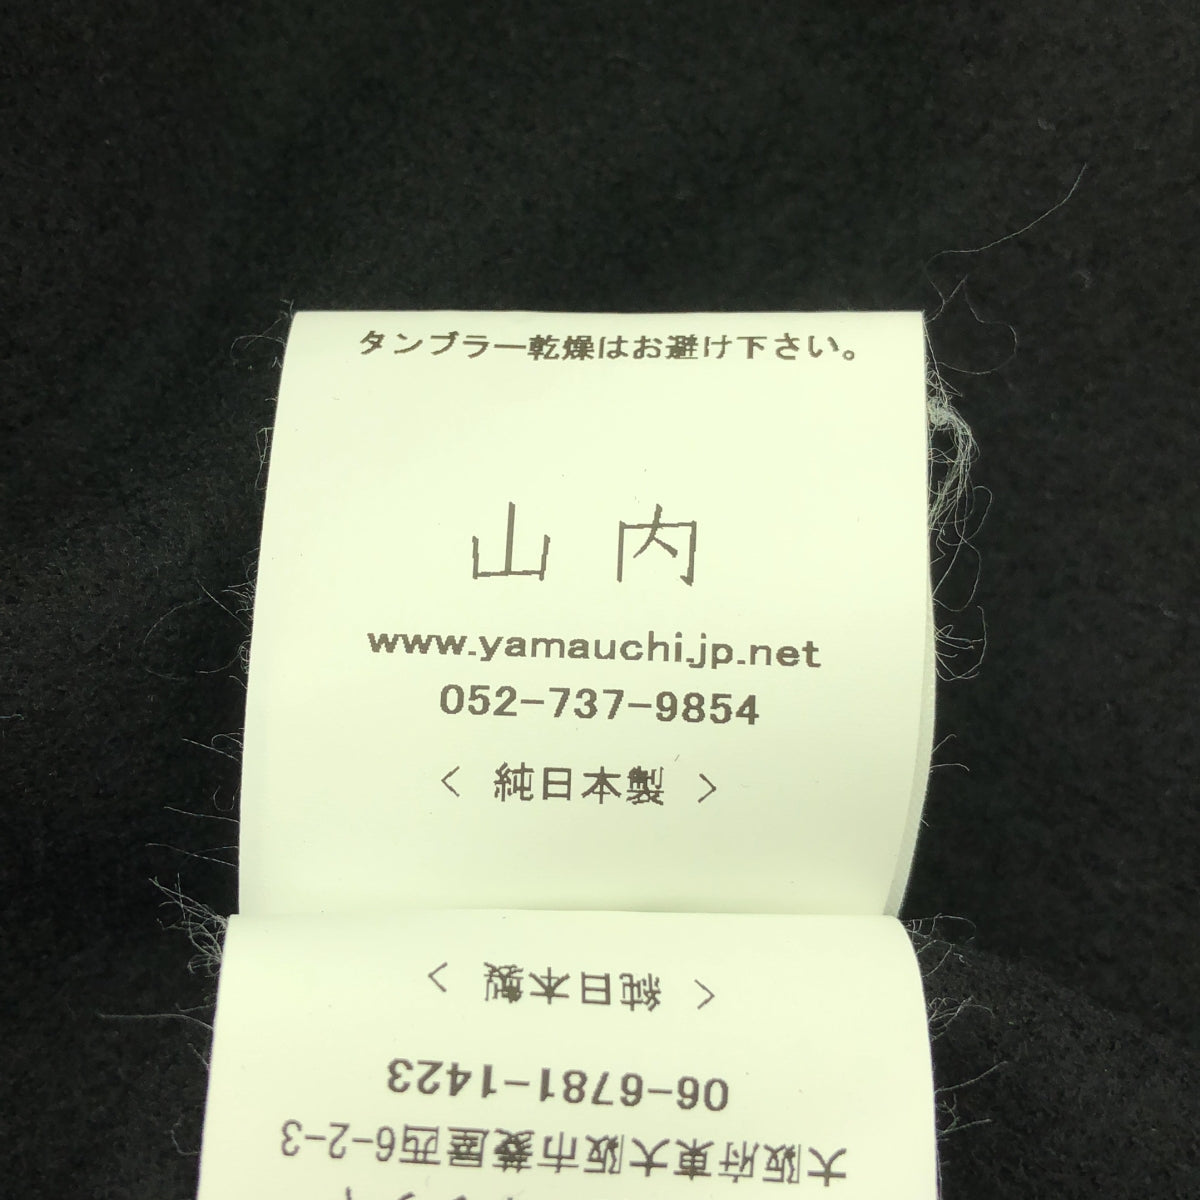 タンブラー乾燥はお避け下さい。
山 内
www.yamauchi.jp.net
052-737-9854
< 純日本製 >
大阪府東大阪市菱屋西6-2-3
06-6781-1423
< 純日本製 >